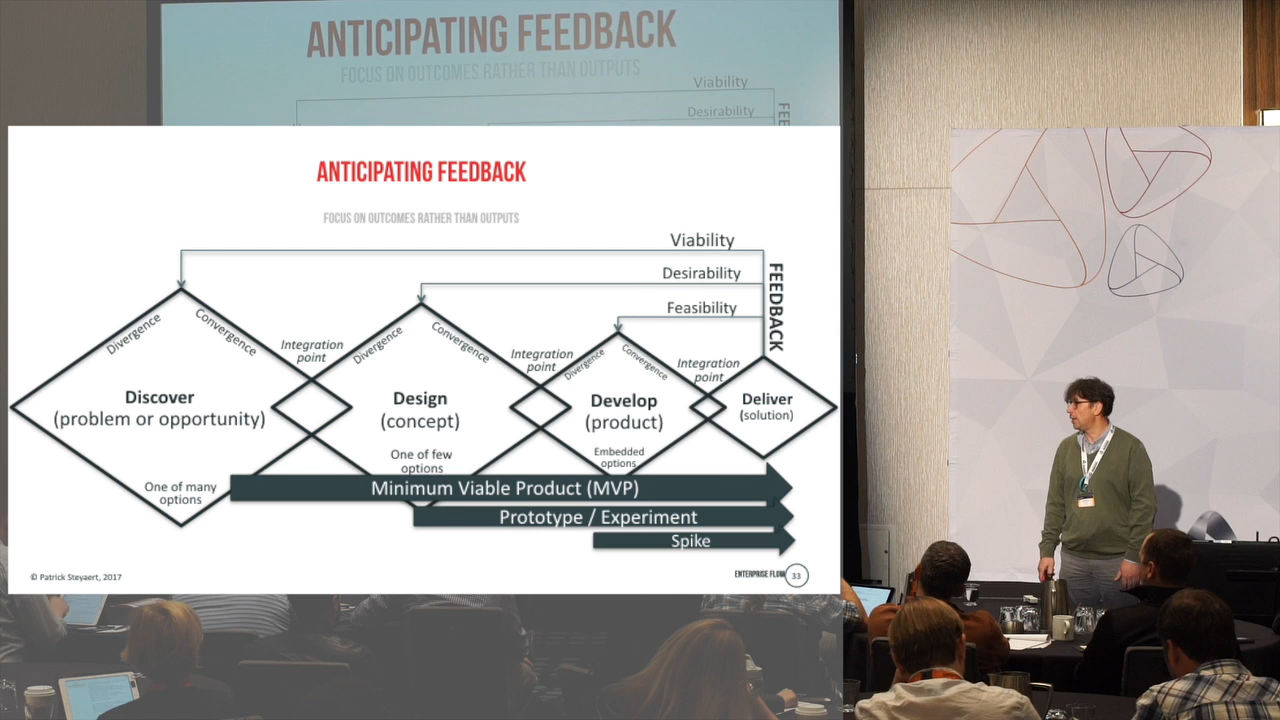 ANTICIPATING FEEDBACK
FOCUS ON OUTCOMES RATHER THAN OUTPUTS
Viability
Desirability
FEE
ANTICIPATING FEEDBACK
FOCUS ON OUTCOMES RATHER THAN OUTPUTS
Viability
Desirability
Feasibility
FEEDBACK
Divergence
Convergence
Integration
point
Divergence
Convergence
Integration
point
Divergence
Convergence
Integration
point
Discover
(problem or opportunity)
Design
(concept)
Develop
(product)
Deliver
(solution)
One of many
options
One of few
options
Embedded
options
Minimum Viable Product (MVP)
Prototype / Experiment
Spike
© Patrick Steyaert, 2017
ENTERPRISE FLOW
33